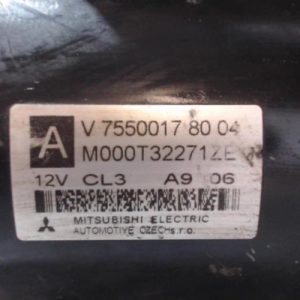 A
V 7550017 80 04
M000T32271ZE
12V CL3 A9 06
MITSUBISHI ELECTRIC
AUTOMOTIVE CZECH s.r.o.